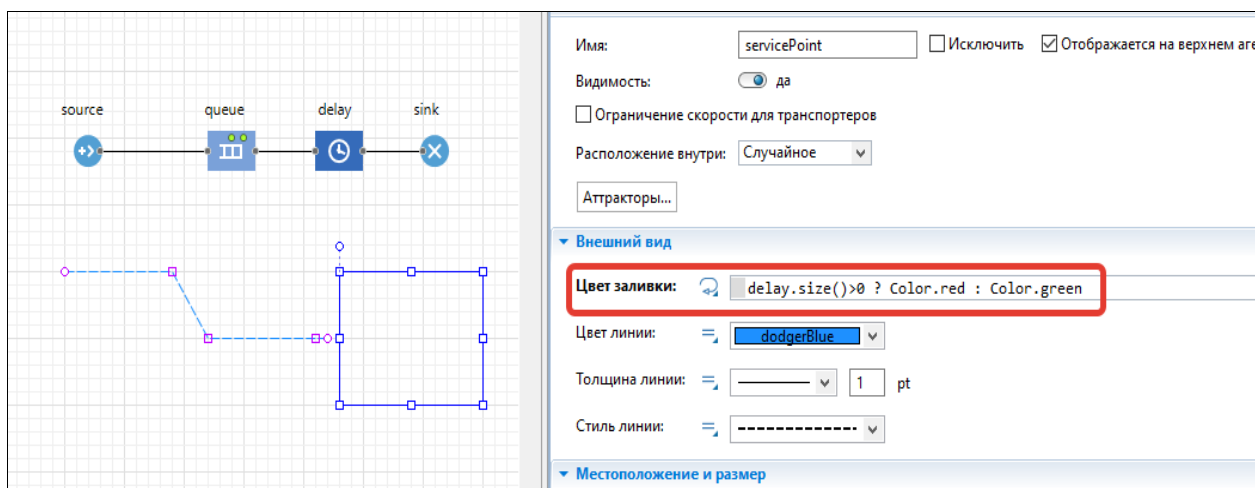 source queue delay sink
Имя: servicePoint Исключить Отображается на верхнем аге
Видимость: да
Ограничение скорости для транспортеров
Расположение внутри: Случайное
Аттракторы...
Внешний вид
Цвет заливки: delay.size()>0 ? Color.red : Color.green
Цвет линии: dodgerBlue
Толщина линии: 1 pt
Стиль линии:
Местоположение и размер